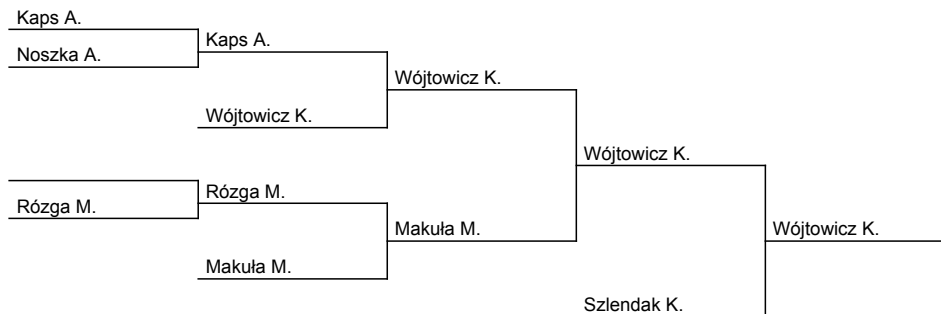 Kaps A.
Kaps A.
Noszka A.
Wójtowicz K.
Wójtowicz K.
Wójtowicz K.
Rózga M.
Rózga M.
Makuła M.
Wójtowicz K.
Makuła M.
Szlendak K.